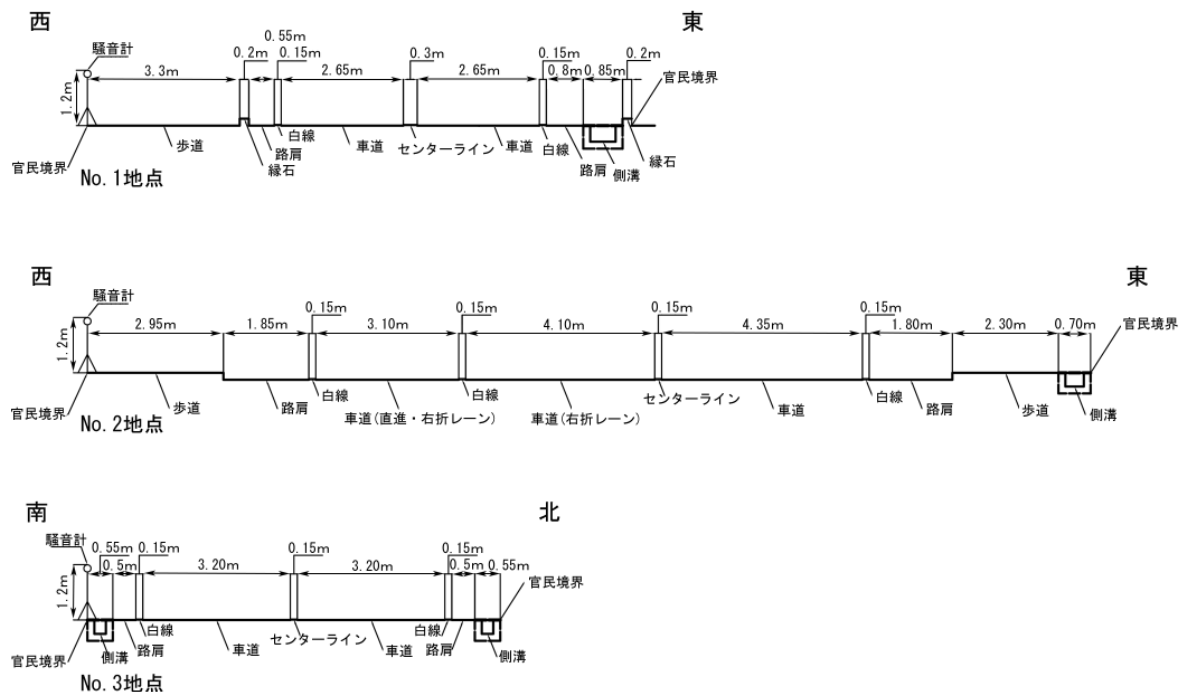 西
東
騒音計
0.55m
0.2m
0.15m
0.3m
0.15m
0.2m
3.3m
2.65m
2.65m
0.8m
0.85m
官民境界
1.2m
歩道
白線
路肩
縁石
車道
センターライン
車道
白線
路肩
側溝
縁石
官民境界
No.1地点
西
東
騒音計
0.15m
0.15m
0.15m
0.15m
2.95m
1.85m
3.10m
4.10m
4.35m
1.80m
2.30m
0.70m
官民境界
1.2m
歩道
路肩
白線
車道(直進・右折レーン)
白線
車道(右折レーン)
センターライン
車道
白線
路肩
歩道
側溝
官民境界
No.2地点
南
北
騒音計
0.55m
0.15m
0.15m
0.15m
0.5m
3.20m
3.20m
0.5m
0.55m
官民境界
1.2m
側溝
路肩
白線
車道
センターライン
車道
白線
路肩
側溝
官民境界
No.3地点